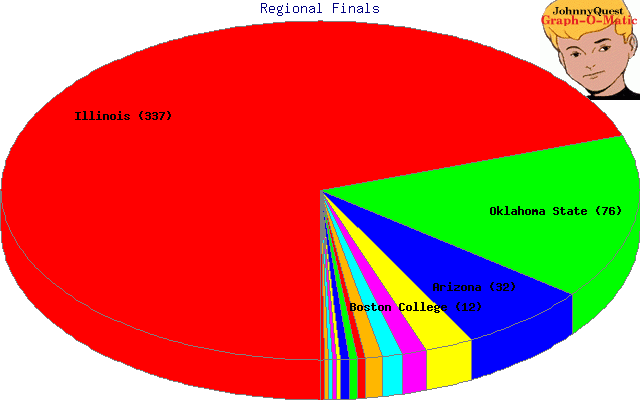 Regional Finals
JohnnyQuest
Graph-O-Matic
Illinois (337)
Oklahoma State (76)
Arizona (32)
Boston College (12)